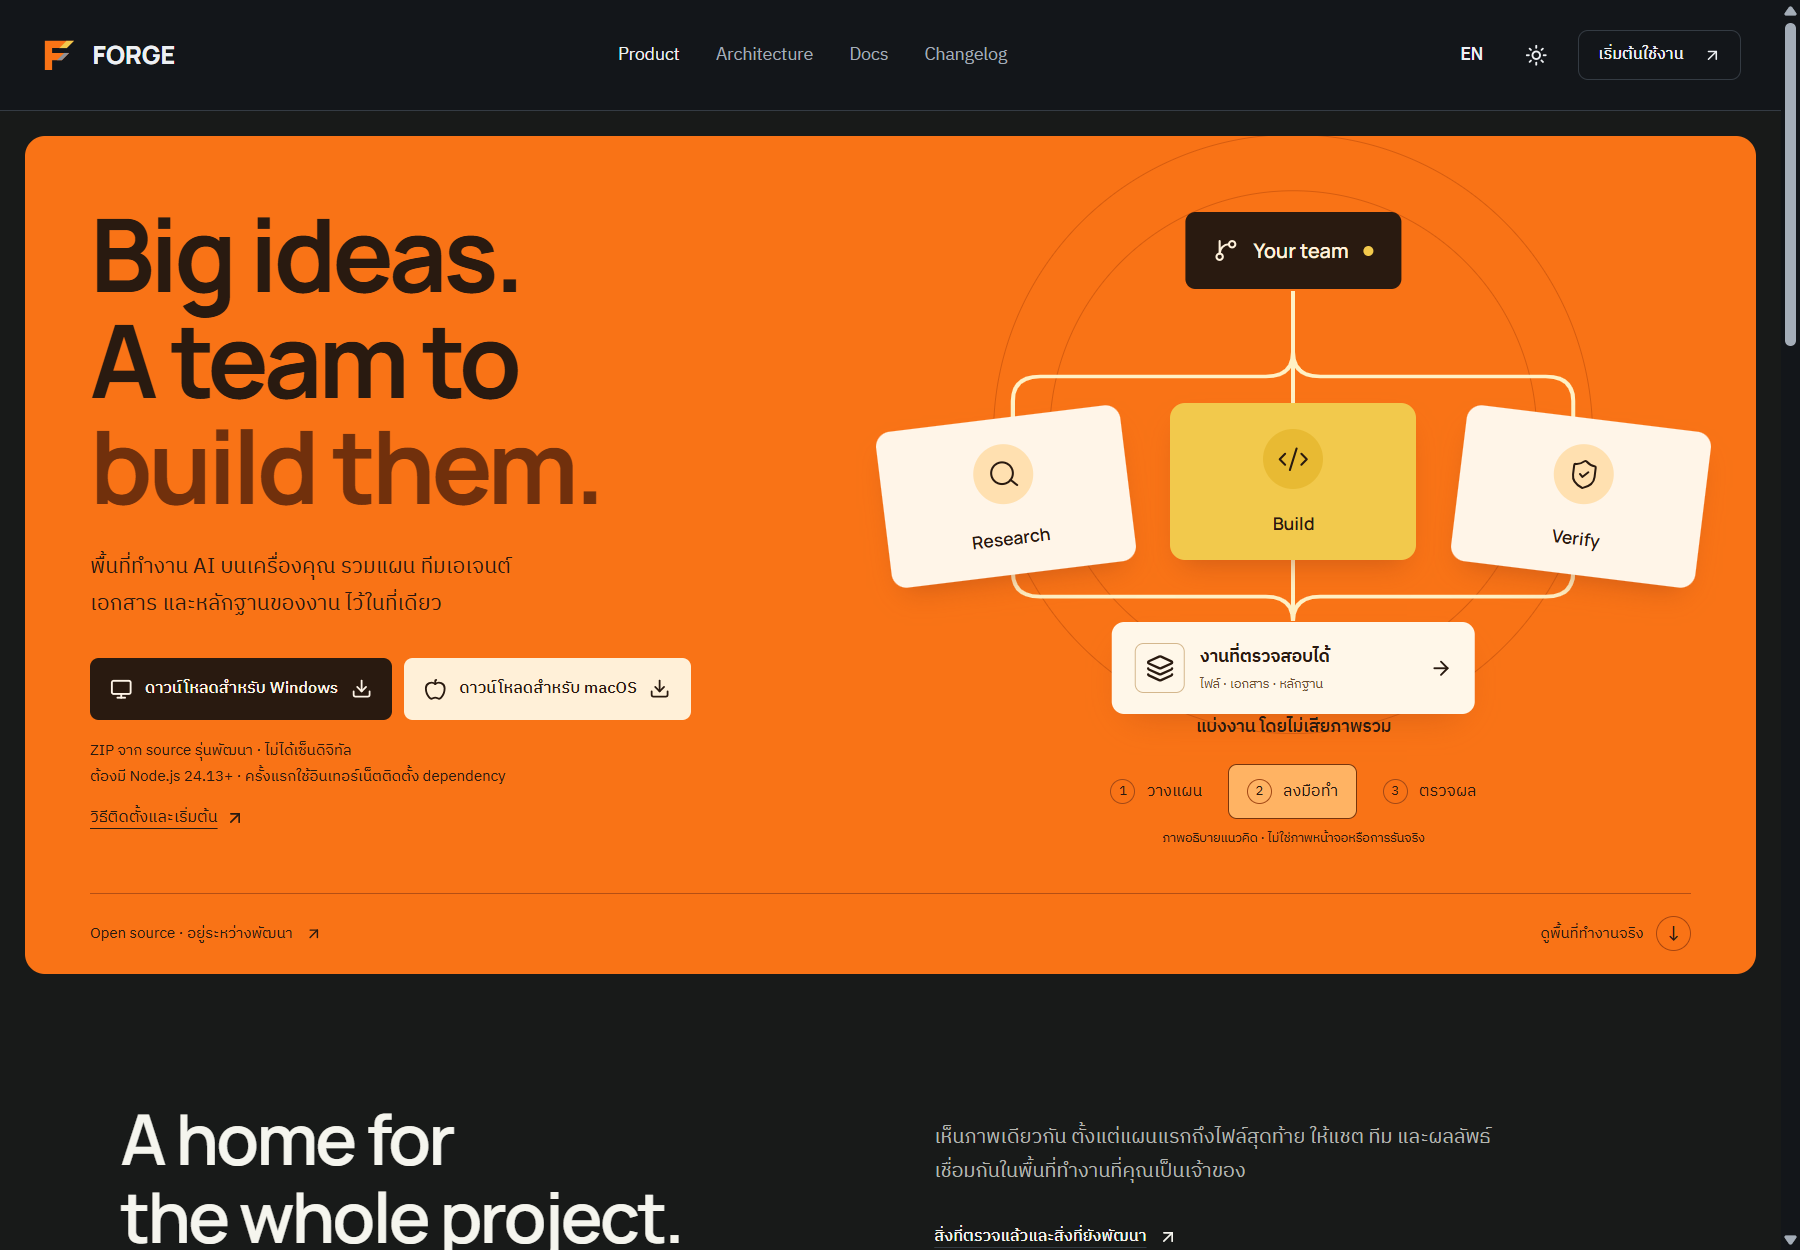 FORGE
Product
Architecture
Docs
Changelog
EN
เริ่มต้นใช้งาน
Big ideas.
A team to
build them.
พื้นที่ทำงาน AI บนเครื่องคุณ รวมแผน ทีมเอเจนต์
เอกสาร และหลักฐานของงาน ไว้ในที่เดียว
ดาวน์โหลดสำหรับ Windows
ดาวน์โหลดสำหรับ macOS
ZIP จาก source รุ่นพัฒนา · ไม่ได้เซ็นดิจิทัล
ต้องมี Node.js 24.13+ · ครั้งแรกใช้อินเทอร์เน็ตติดตั้ง dependency
วิธีติดตั้งและเริ่มต้น
Your team
Research
Build
Verify
งานที่ตรวจสอบได้
ไฟล์ · เอกสาร · หลักฐาน
แบ่งงาน โดยไม่เสียภาพรวม
1 วางแผน
2 ลงมือทำ
3 ตรวจผล
ภาพอธิบายแนวคิด · ไม่ใช่ภาพหน้าจอหรือการรันจริง
Open source · อยู่ระหว่างพัฒนา
ดูพื้นที่ทำงานจริง
A home for
the whole project.
เห็นภาพเดียวกัน ตั้งแต่แผนแรกถึงไฟล์สุดท้าย ให้แชต ทีม และผลลัพธ์
เชื่อมกันในพื้นที่ทำงานที่คุณเป็นเจ้าของ
สิ่งที่ตรวจแล้วและสิ่งที่ยังพัฒนา